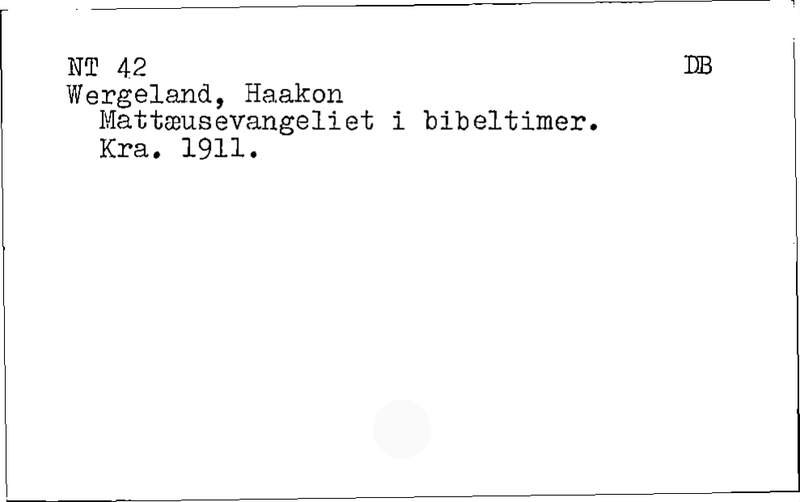 NT 42 DB
Wergeland, Haakon
Mattæusevangeliet i bibeltimer.
Kra. 1911.